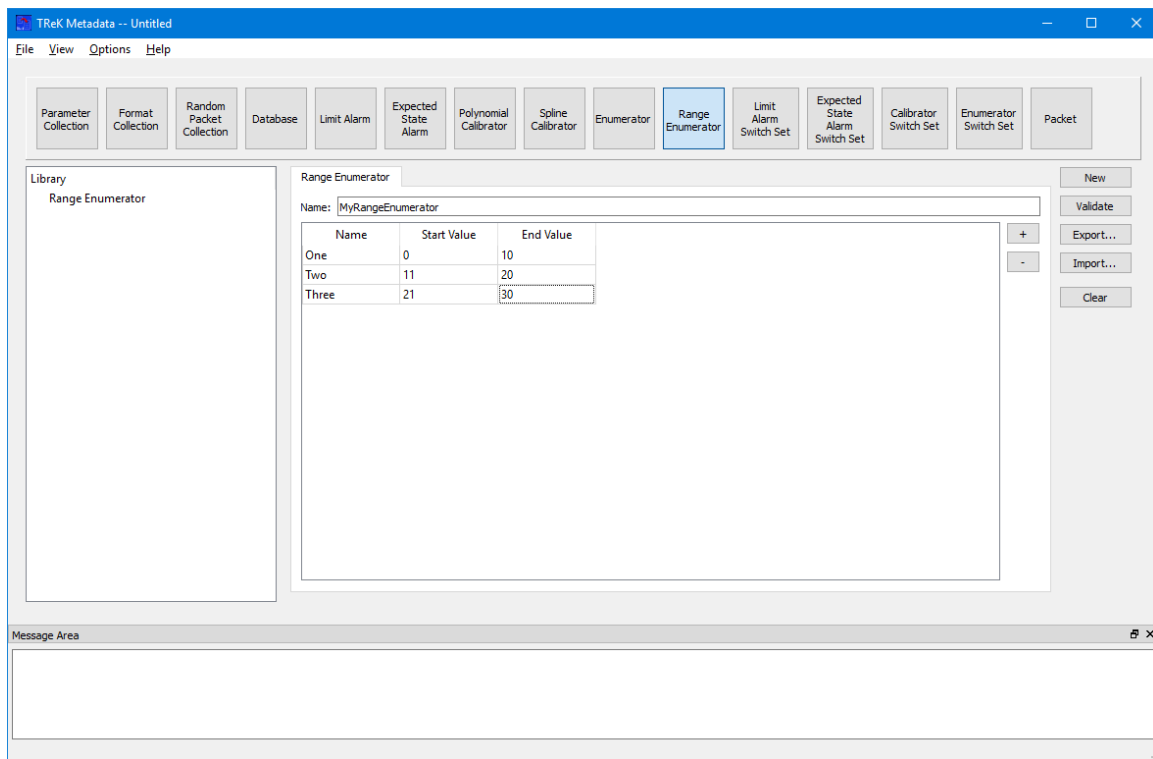 TReK Metadata -- Untitled
File View Options Help
Parameter Collection
Format Collection
Random Packet Collection
Database
Limit Alarm
Expected State Alarm
Polynomial Calibrator
Spline Calibrator
Enumerator
Range Enumerator
Limit Alarm Switch Set
Expected State Alarm Switch Set
Calibrator Switch Set
Enumerator Switch Set
Packet
Library
Range Enumerator
Range Enumerator
Name: MyRangeEnumerator
Name Start Value End Value
One 0 10
Two 11 20
Three 21 30
+
-
New
Validate
Export...
Import...
Clear
Message Area